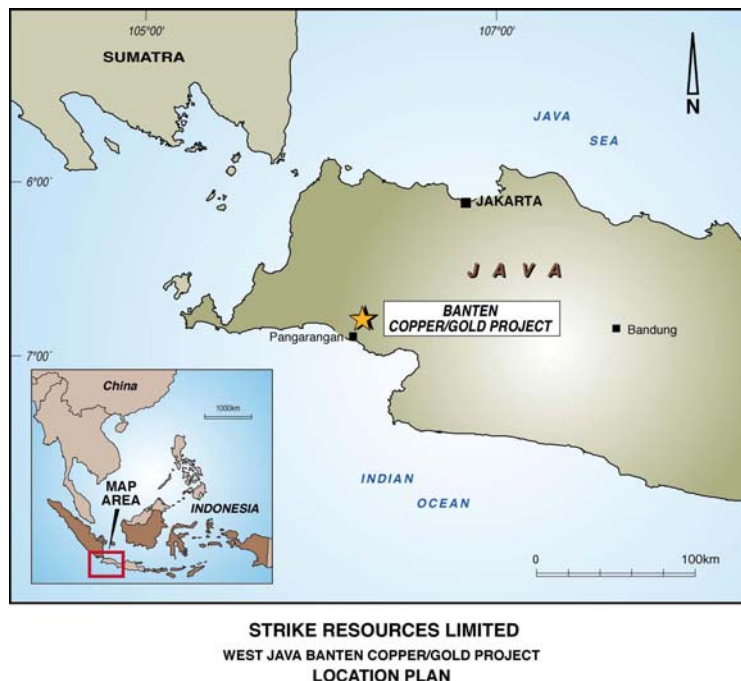 105°00'
107°00'
SUMATRA
N
JAVA
SEA
6°00'
JAKARTA
JAVA
BANTEN
COPPER/GOLD PROJECT
Pangarangan
Bandung
7°00'
China
1000km
MAP
AREA
INDONESIA
INDIAN
OCEAN
0
100km
STRIKE RESOURCES LIMITED
WEST JAVA BANTEN COPPER/GOLD PROJECT
LOCATION PLAN